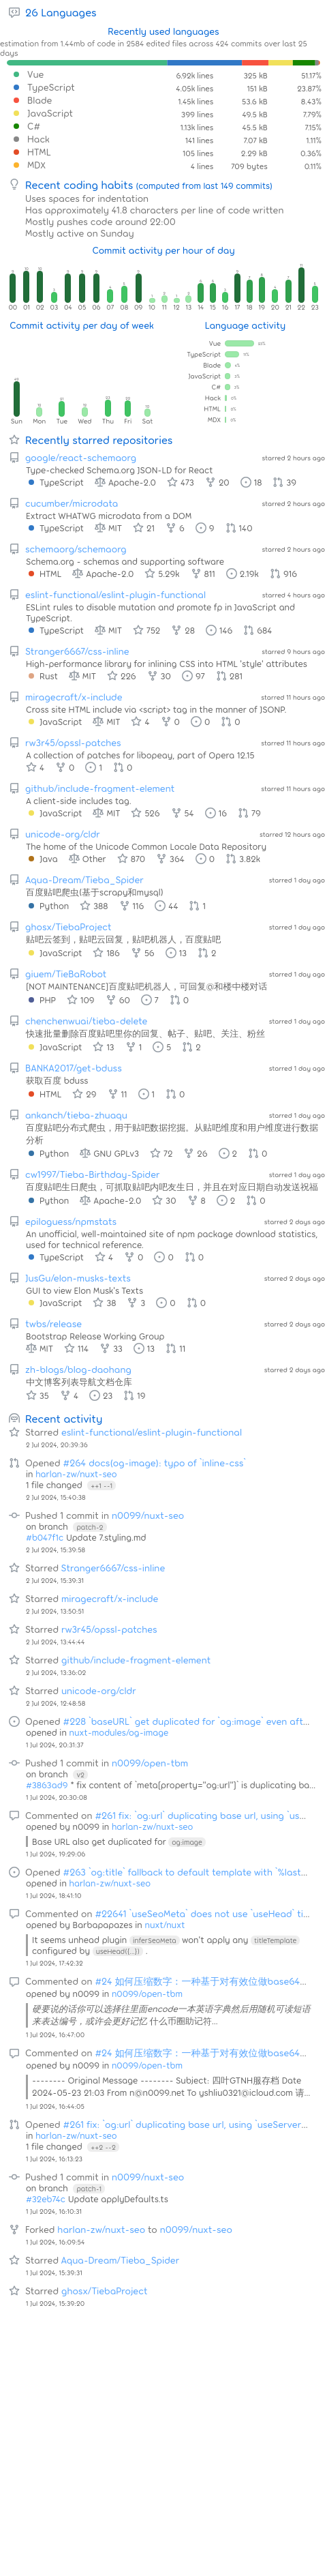 26 Languages
Recently used languages
estimation from 1.44mb of code in 2584 edited files across 424 commits over last 25
days
Vue 6.92k lines 325 kB 51.17%
TypeScript 4.05k lines 151 kB 23.87%
Blade 1.45k lines 53.6 kB 8.43%
JavaScript 399 lines 49.5 kB 7.79%
C# 1.13k lines 45.5 kB 7.15%
Hack 141 lines 7.07 kB 1.11%
HTML 105 lines 2.29 kB 0.36%
MDX 4 lines 709 bytes 0.11%
Recent coding habits (computed from last 149 commits)
Uses spaces for indentation
Has approximately 41.8 characters per line of code written
Mostly pushes code around 22:00
Mostly active on Sunday
Commit activity per hour of day
00 01 02 03 04 05 06 07 08 09 10 11 12 13 14 15 16 17 18 19 20 21 22 23
Commit activity per day of week
Language activity
Vue
TypeScript
Blade
JavaScript
C#
Hack
HTML
MDX
Sun Mon Tue Wed Thu Fri Sat
Recently starred repositories
google/react-schemaorg starred 2 hours ago
Type-checked Schema.org JSON-LD for React
TypeScript Apache-2.0 473 20 18 39
cucumber/microdata starred 2 hours ago
Extract WHATWG microdata from a DOM
TypeScript MIT 21 6 9 140
schemaorg/schemaorg starred 2 hours ago
Schema.org - schemas and supporting software
HTML Apache-2.0 5.29k 811 2.19k 916
eslint-functional/eslint-plugin-functional starred 4 hours ago
ESLint rules to disable mutation and promote fp in JavaScript and
TypeScript.
TypeScript MIT 752 28 146 684
Stranger6667/css-inline starred 9 hours ago
High-performance library for inlining CSS into HTML 'style' attributes
Rust MIT 226 30 97 281
miragecraft/x-include starred 11 hours ago
Cross site HTML include via <script> tag in the manner of JSONP.
JavaScript MIT 4 0 0 0
rw3r45/opssl-patches starred 11 hours ago
A collection of patches for libopeay, part of Opera 12.15
4 0 1 0
github/include-fragment-element starred 11 hours ago
A client-side includes tag.
JavaScript MIT 526 54 16 79
unicode-org/cldr starred 12 hours ago
The home of the Unicode Common Locale Data Repository
Java Other 870 364 0 3.82k
Aqua-Dream/Tieba_Spider starred 1 day ago
百度贴吧爬虫(基于scrapy和mysql)
Python 388 116 44 1
ghosx/TiebaProject starred 1 day ago
贴吧云签到，贴吧云回复，贴吧机器人，百度贴吧
JavaScript 186 56 13 2
giuem/TieBaRobot starred 1 day ago
[NOT MAINTENANCE]百度贴吧机器人，可回复@和楼中楼对话
PHP 109 60 7 0
chenchenwuai/tieba-delete starred 1 day ago
快速批量删除百度贴吧里你的回复、帖子、贴吧、关注、粉丝
JavaScript 13 1 5 2
BANKA2017/get-bduss starred 1 day ago
获取百度 bduss
HTML 29 11 1 0
ankanch/tieba-zhuaqu starred 1 day ago
百度贴吧分布式爬虫，用于贴吧数据挖掘。从贴吧维度和用户维度进行数据
分析
Python GNU GPLv3 72 26 2 0
cw1997/Tieba-Birthday-Spider starred 1 day ago
百度贴吧生日爬虫，可抓取贴吧内吧友生日，并且在对应日期自动发送祝福
Python Apache-2.0 30 8 2 0
epiloguess/npmstats starred 2 days ago
An unofficial, well-maintained site of npm package download statistics,
used for technical reference.
TypeScript 4 0 0 0
JusGu/elon-musks-texts starred 2 days ago
GUI to view Elon Musk's Texts
JavaScript 38 3 0 0
twbs/release starred 2 days ago
Bootstrap Release Working Group
MIT 114 33 13 11
zh-blogs/blog-daohang starred 2 days ago
中文博客列表导航文档仓库
35 4 23 19
Recent activity
Starred eslint-functional/eslint-plugin-functional
2 Jul 2024, 20:39:36
Opened #264 docs(og-image): typo of `inline-css`
in harlan-zw/nuxt-seo
1 file changed ++1 --1
2 Jul 2024, 15:40:38
Pushed 1 commit in n0099/nuxt-seo
on branch patch-2
#b047f1c Update 7.styling.md
2 Jul 2024, 15:39:58
Starred Stranger6667/css-inline
2 Jul 2024, 15:39:31
Starred miragecraft/x-include
2 Jul 2024, 13:50:51
Starred rw3r45/opssl-patches
2 Jul 2024, 13:44:44
Starred github/include-fragment-element
2 Jul 2024, 13:36:02
Starred unicode-org/cldr
2 Jul 2024, 12:48:58
Opened #228 `baseURL` get duplicated for `og:image` even aft...
opened in nuxt-modules/og-image
1 Jul 2024, 20:31:37
Pushed 1 commit in n0099/open-tbm
on branch v2
#3863ad9 * fix content of `meta[property="og:url"]` is duplicating ba...
1 Jul 2024, 20:30:08
Commented on #261 fix: `og:url` duplicating base url, using `us...
opened by n0099 in harlan-zw/nuxt-seo
Base URL also get duplicated for og:image
1 Jul 2024, 19:29:06
Opened #263 `og:title` fallback to default template with `%last...
opened in harlan-zw/nuxt-seo
1 Jul 2024, 18:41:10
Commented on #22641 `useSeoMeta` does not use `useHead` ti...
opened by Barbapapazes in nuxt/nuxt
It seems unhead plugin inferSeoMeta won't apply any titleTemplate
configured by useHead({..}) .
1 Jul 2024, 17:42:32
Commented on #24 如何压缩数字：一种基于对有效位做base64...
opened by n0099 in n0099/open-tbm
硬要说的话你可以选择往里面encode一本英语字典然后用随机可读短语
来表达编号，或许会更好记忆 什么币圈助记符...
1 Jul 2024, 16:47:00
Commented on #24 如何压缩数字：一种基于对有效位做base64...
opened by n0099 in n0099/open-tbm
-------- Original Message -------- Subject: 四叶GTNH服存档 Date
2024-05-23 21:03 From n@n0099.net To yshliu0321@icloud.com 请...
1 Jul 2024, 16:44:05
Opened #261 fix: `og:url` duplicating base url, using `useServer...
in harlan-zw/nuxt-seo
1 file changed ++2 --2
1 Jul 2024, 16:13:23
Pushed 1 commit in n0099/nuxt-seo
on branch patch-1
#32eb74c Update applyDefaults.ts
1 Jul 2024, 16:10:31
Forked harlan-zw/nuxt-seo to n0099/nuxt-seo
1 Jul 2024, 16:09:54
Starred Aqua-Dream/Tieba_Spider
1 Jul 2024, 15:39:31
Starred ghosx/TiebaProject
1 Jul 2024, 15:39:20